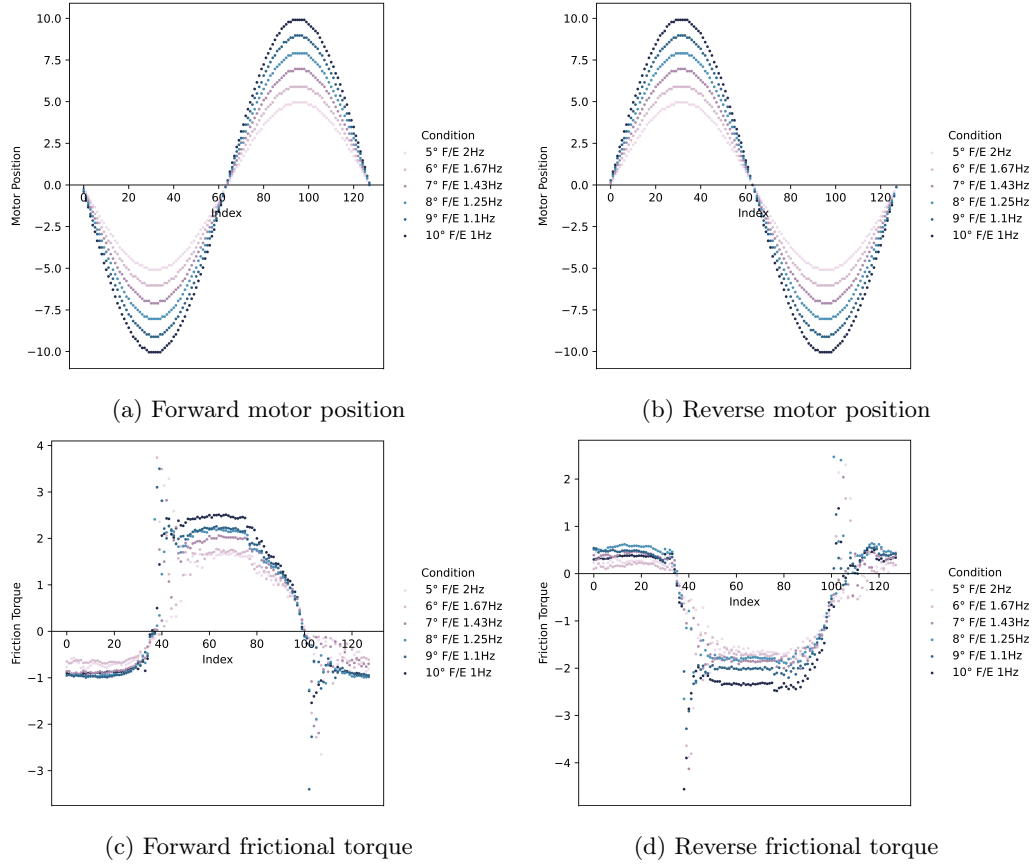 10.0
7.5
5.0
2.5
0.0
−2.5
−5.0
−7.5
−10.0
Motor Position
0 20 40 60 80 100 120
Index
Condition
5° F/E 2Hz
6° F/E 1.67Hz
7° F/E 1.43Hz
8° F/E 1.25Hz
9° F/E 1.1Hz
10° F/E 1Hz
(a) Forward motor position
10.0
7.5
5.0
2.5
0.0
−2.5
−5.0
−7.5
−10.0
Motor Position
0 20 40 60 80 100 120
Index
Condition
5° F/E 2Hz
6° F/E 1.67Hz
7° F/E 1.43Hz
8° F/E 1.25Hz
9° F/E 1.1Hz
10° F/E 1Hz
(b) Reverse motor position
4
3
2
1
0
−1
−2
−3
Friction Torque
0 20 40 60 80 100 120
Index
Condition
5° F/E 2Hz
6° F/E 1.67Hz
7° F/E 1.43Hz
8° F/E 1.25Hz
9° F/E 1.1Hz
10° F/E 1Hz
(c) Forward frictional torque
2
1
0
−1
−2
−3
−4
Friction Torque
0 20 40 60 80 100 120
Index
Condition
5° F/E 2Hz
6° F/E 1.67Hz
7° F/E 1.43Hz
8° F/E 1.25Hz
9° F/E 1.1Hz
10° F/E 1Hz
(d) Reverse frictional torque